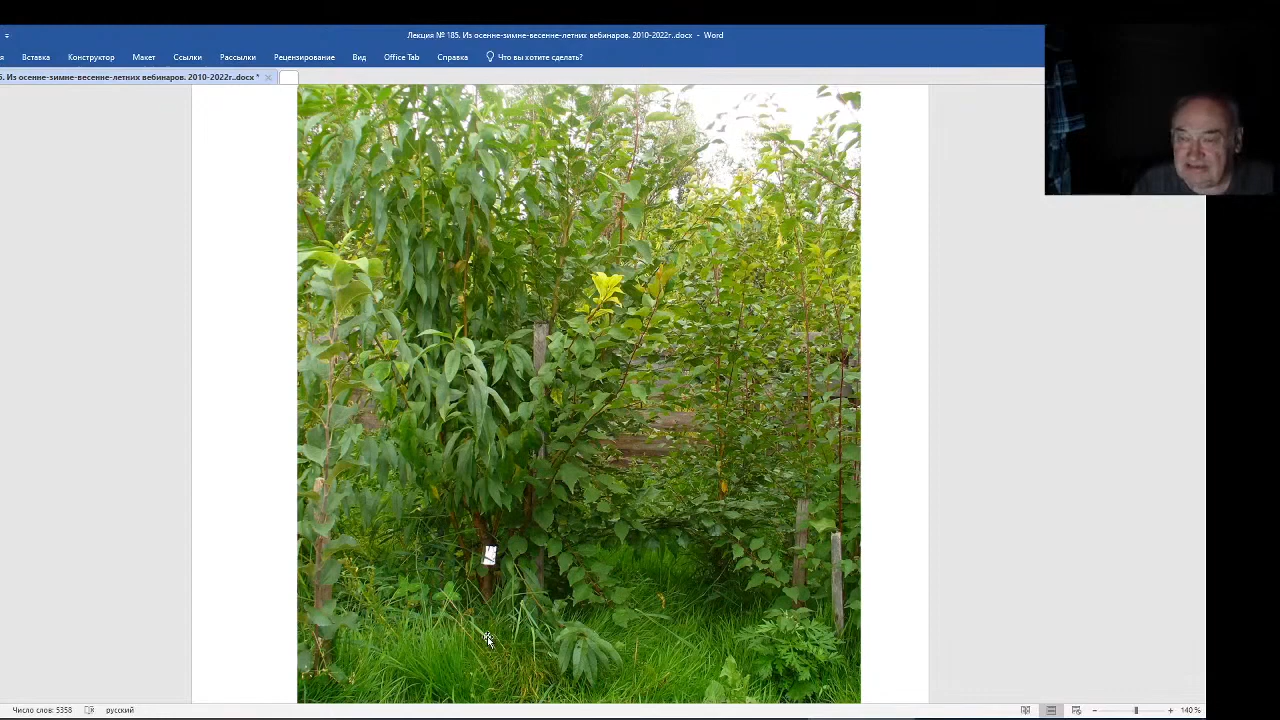 Лекция № 185. Из осенне-зимне-весенне-летних вебинаров. 2010-2022г..docx - Word
Вставка Конструктор Макет Ссылки Рассылки Рецензирование Вид Office Tab Справка Что вы хотите сделать?
5. Из осенне-зимне-весенне-летних вебинаров. 2010-2022г..docx *
Число слов: 5358 русский 140 %